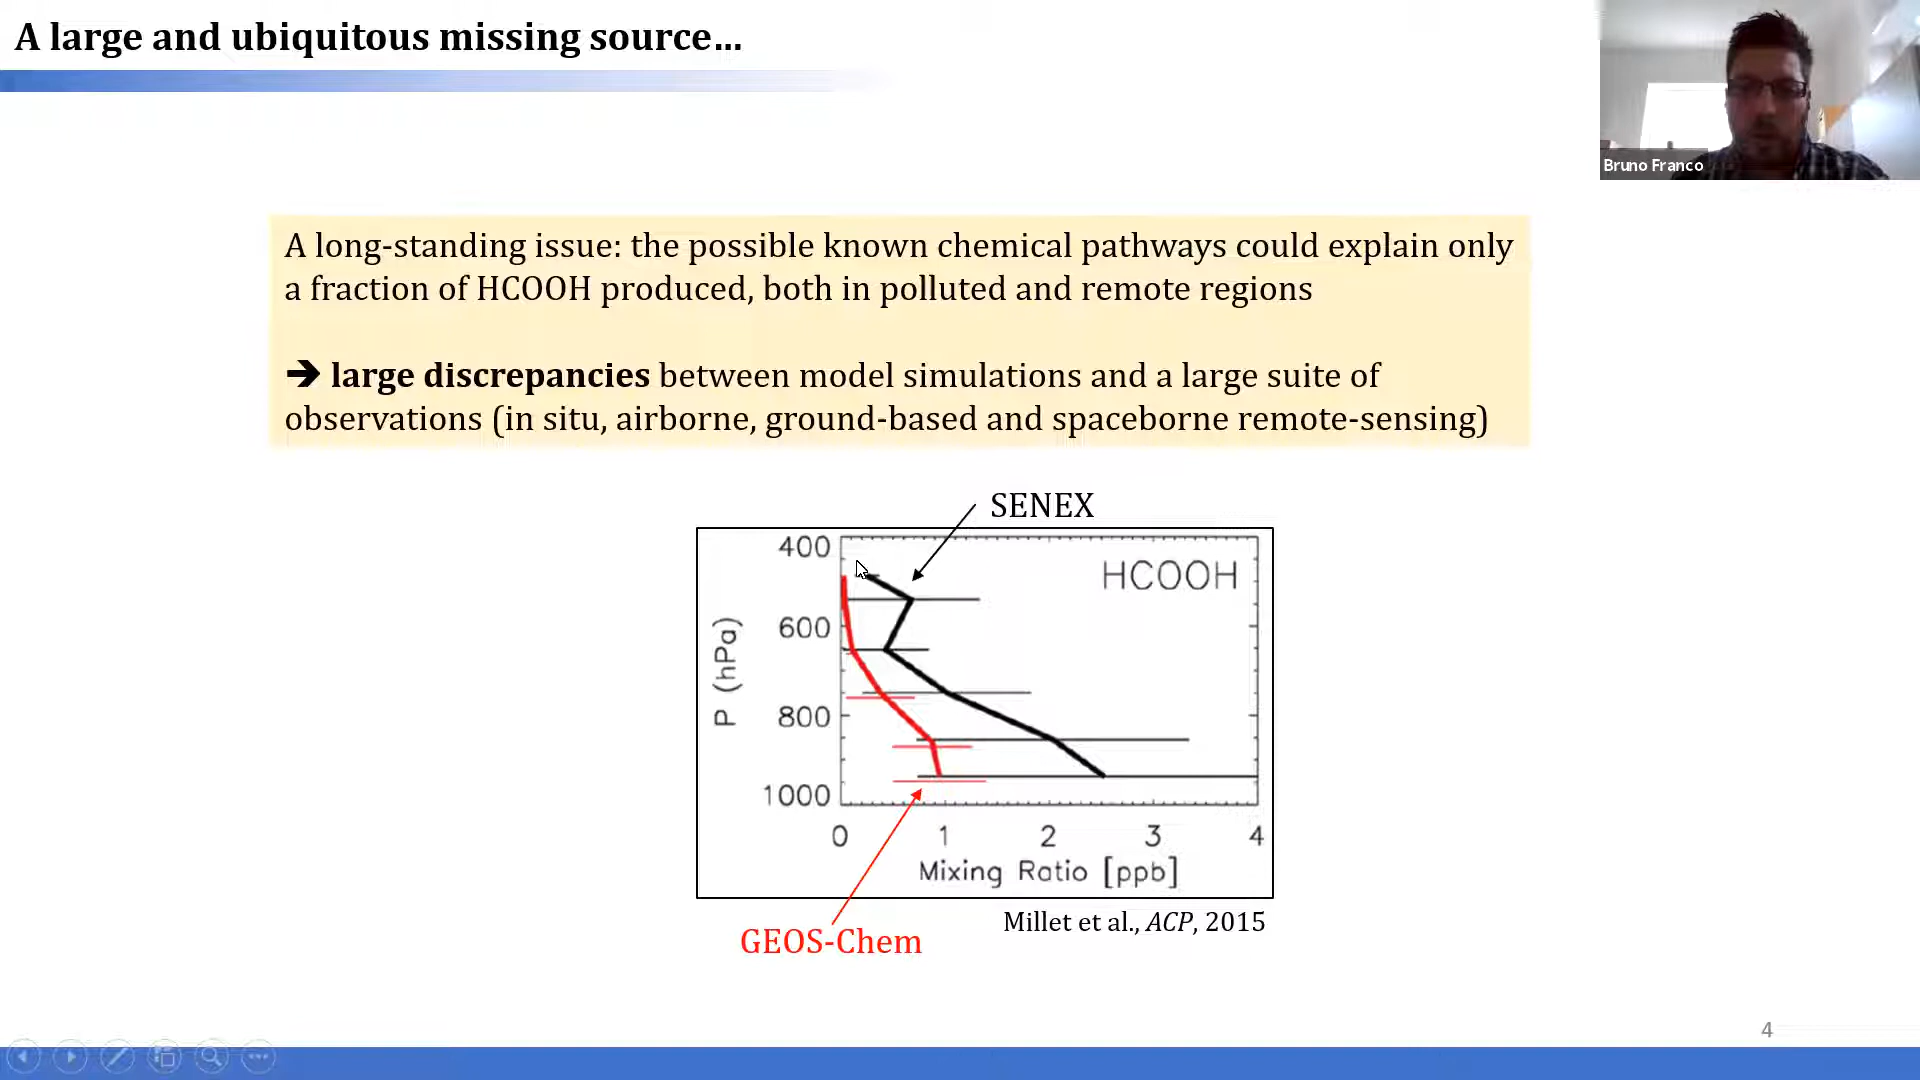 A large and ubiquitous missing source...
Bruno Franco
A long-standing issue: the possible known chemical pathways could explain only
a fraction of HCOOH produced, both in polluted and remote regions
➔ large discrepancies between model simulations and a large suite of
observations (in situ, airborne, ground-based and spaceborne remote-sensing)
SENEX
HCOOH
400
600
800
1000
P (hPa)
0 1 2 3 4
Mixing Ratio [ppb]
GEOS-Chem
Millet et al., ACP, 2015
4